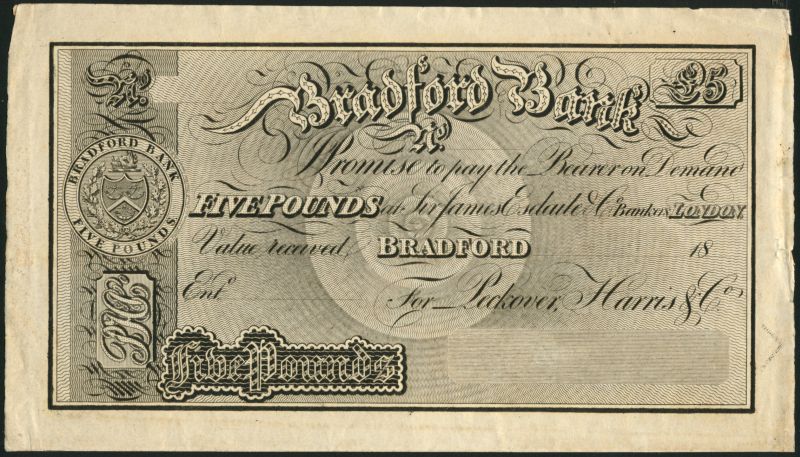 Bradford Bank £5
No.
No.
I Promise to pay the Bearer on Demand
FIVE POUNDS at Sir James Esdaile & Co. Bankers LONDON
Value received, BRADFORD 18
Entd.
For Peckover, Harris & Co.
BRADFORD BANK
FIVE POUNDS
Five Pounds